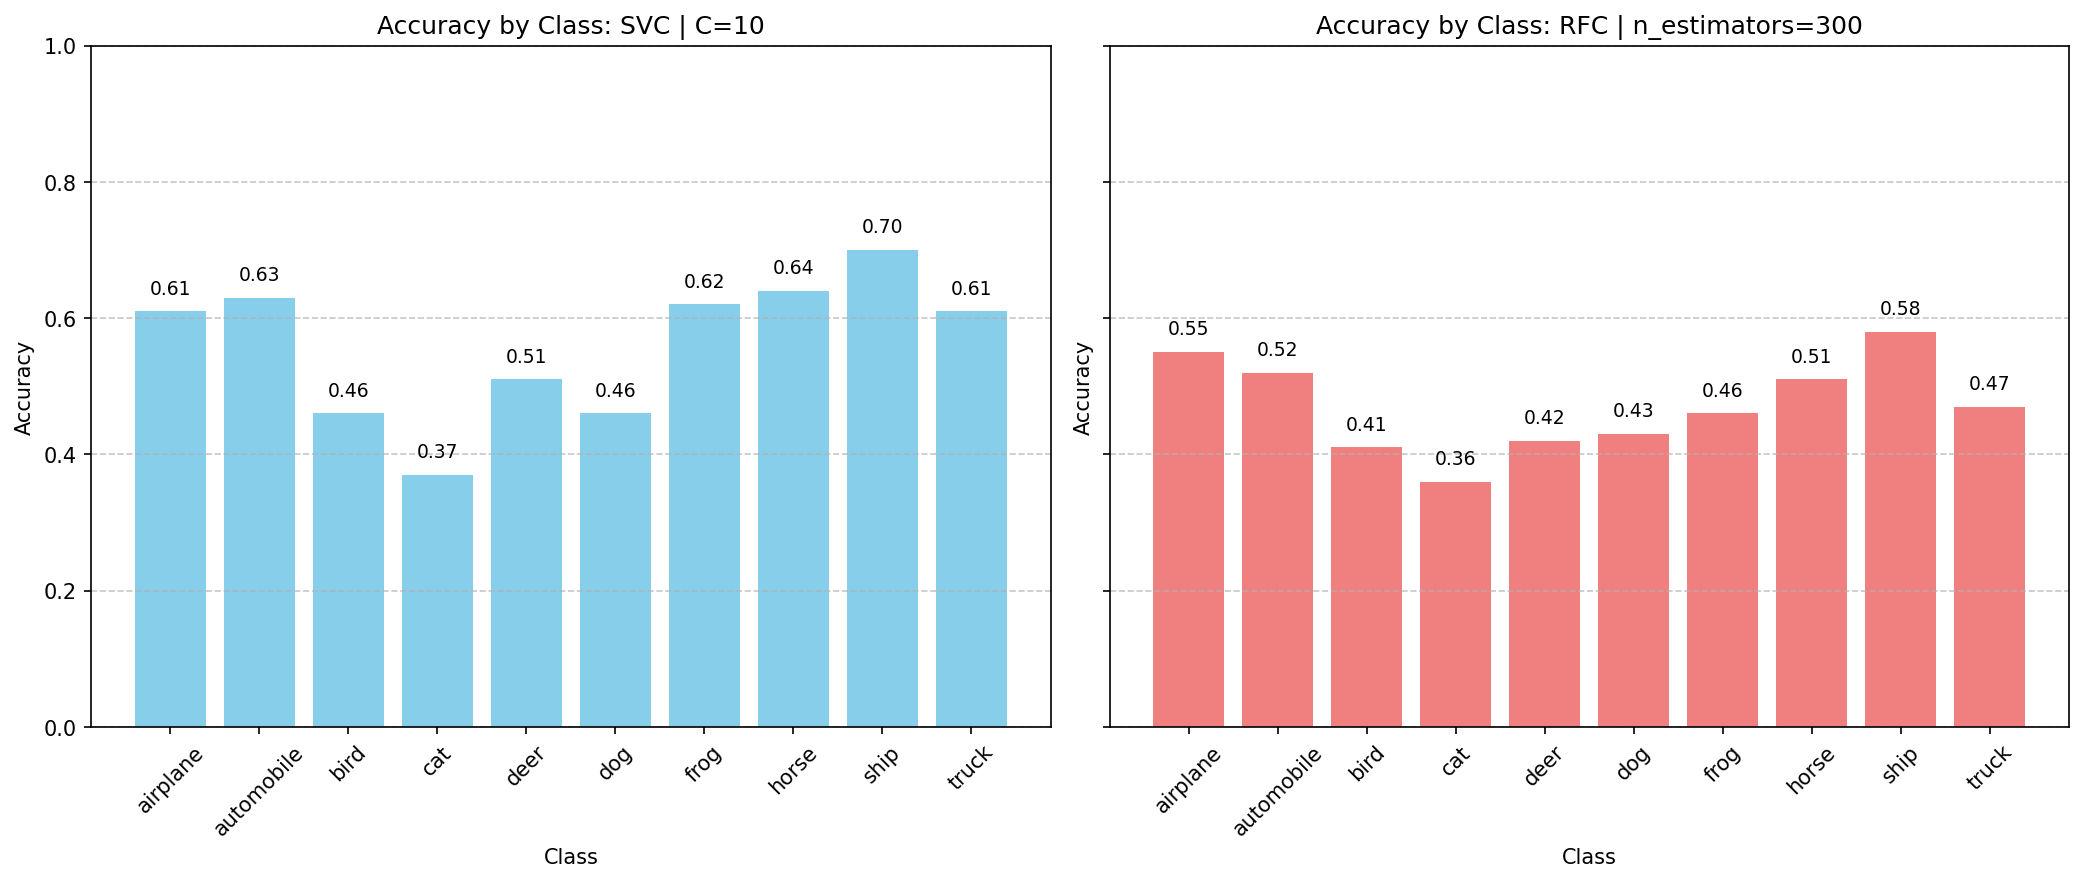 Accuracy by Class: SVC | C=10
Accuracy
1.0
0.8
0.6
0.4
0.2
0.0
0.61
0.63
0.46
0.37
0.51
0.46
0.62
0.64
0.70
0.61
airplane
automobile
bird
cat
deer
dog
frog
horse
ship
truck
Class
Accuracy by Class: RFC | n_estimators=300
Accuracy
0.55
0.52
0.41
0.36
0.42
0.43
0.46
0.51
0.58
0.47
airplane
automobile
bird
cat
deer
dog
frog
horse
ship
truck
Class